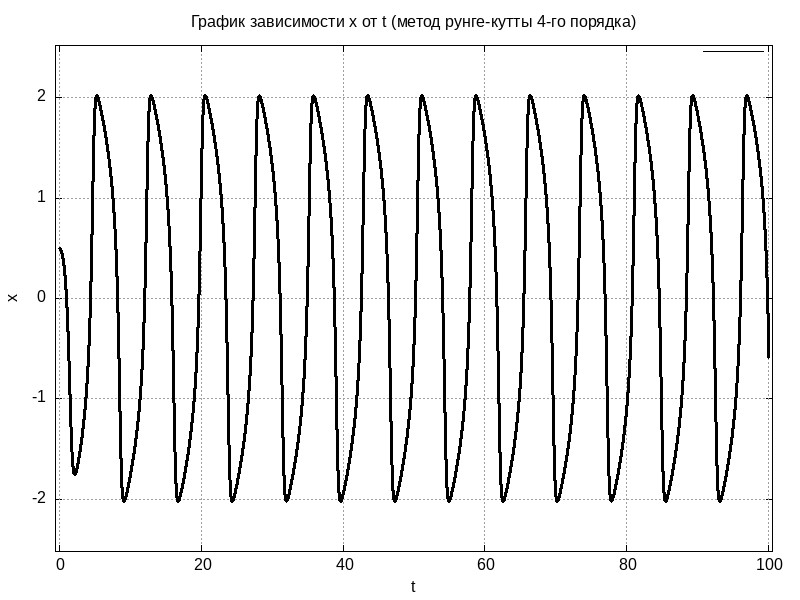 График зависимости x от t (метод рунге-кутты 4-го порядка)
2
1
0
-1
-2
x
0 20 40 60 80 100
t